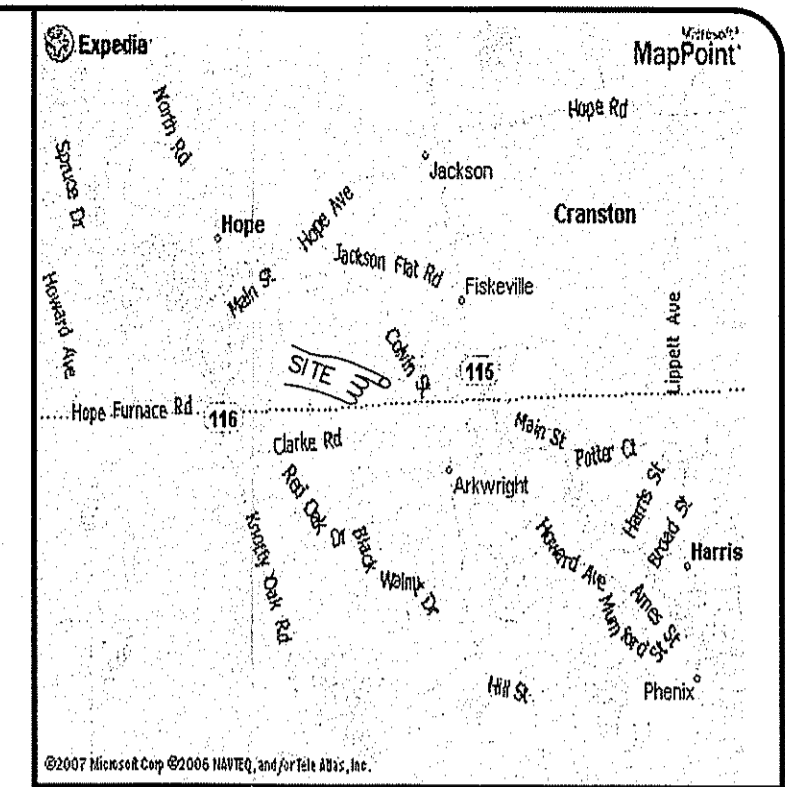 Expedia
Microsoft®
MapPoint®
North Rd
Hope Rd
Spruce Dr
Jackson
Hope Ave
Cranston
Hope
Jackson Flat Rd
Main St
Fiskeville
Howard Ave
Lippett Ave
Colvin St
SITE
115
Hope Furnace Rd
116
Main St
Clarke Rd
Potter Ct
Arkwright
Harris St
Red Oak Dr
Broad St
Knotty Oak Rd
Black Walnut Dr
Howard Ave
Harris
Ames St
Mumford St
Hill St
Phenix
©2007 Microsoft Corp ©2006 NAVTEQ, and/or Tele Atlas, Inc.